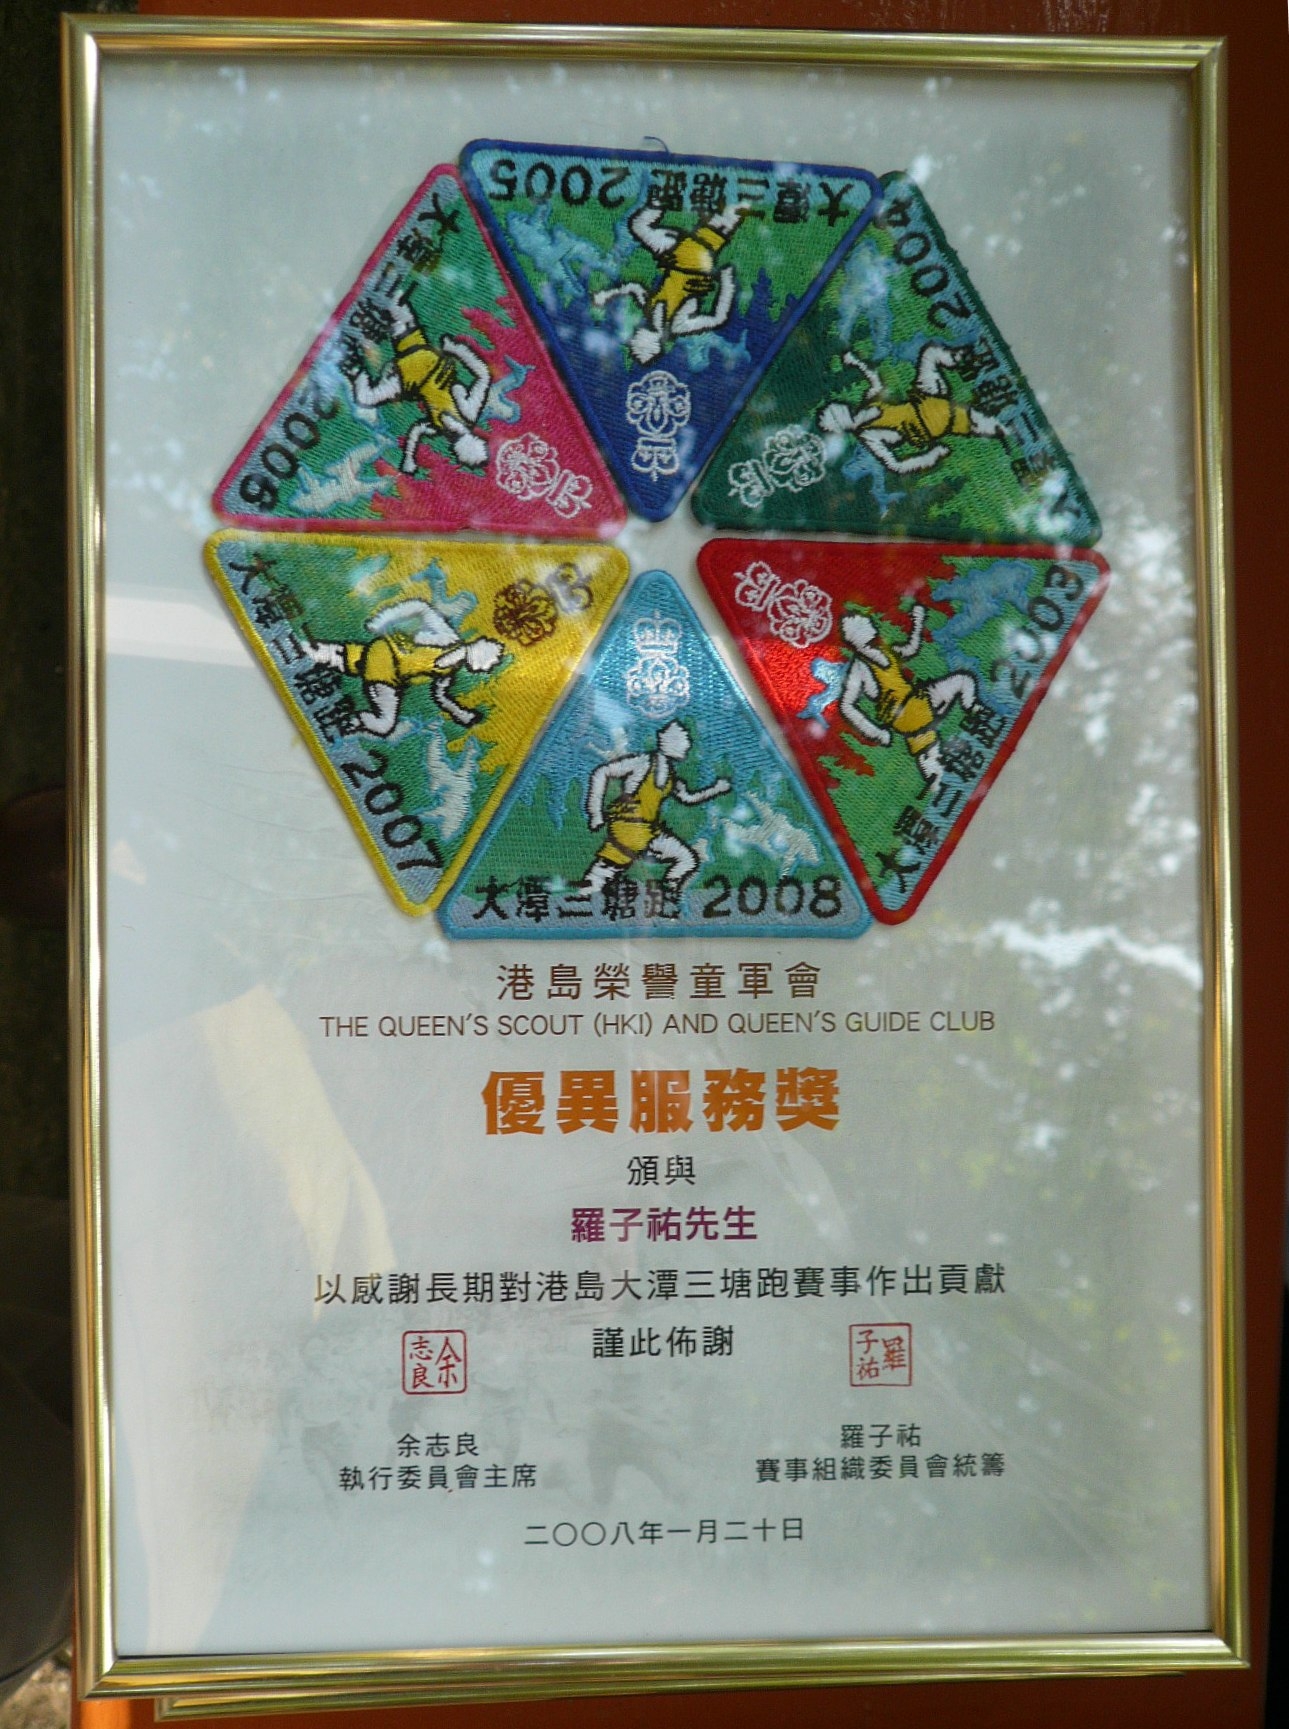 大潭三塘跑 2005
大潭三塘跑 2004
大潭三塘跑 2006
大潭三塘跑 2007
大潭三塘跑 2003
大潭三塘跑 2008
港島榮譽童軍會
THE QUEEN'S SCOUT (HKI) AND QUEEN'S GUIDE CLUB
優異服務獎
頒與
羅子祐先生
以感謝長期對港島大潭三塘跑賽事作出貢獻
謹此佈謝
余志良
羅子祐
余志良
羅子祐
執行委員會主席
賽事組織委員會統籌
二〇〇八年一月二十日